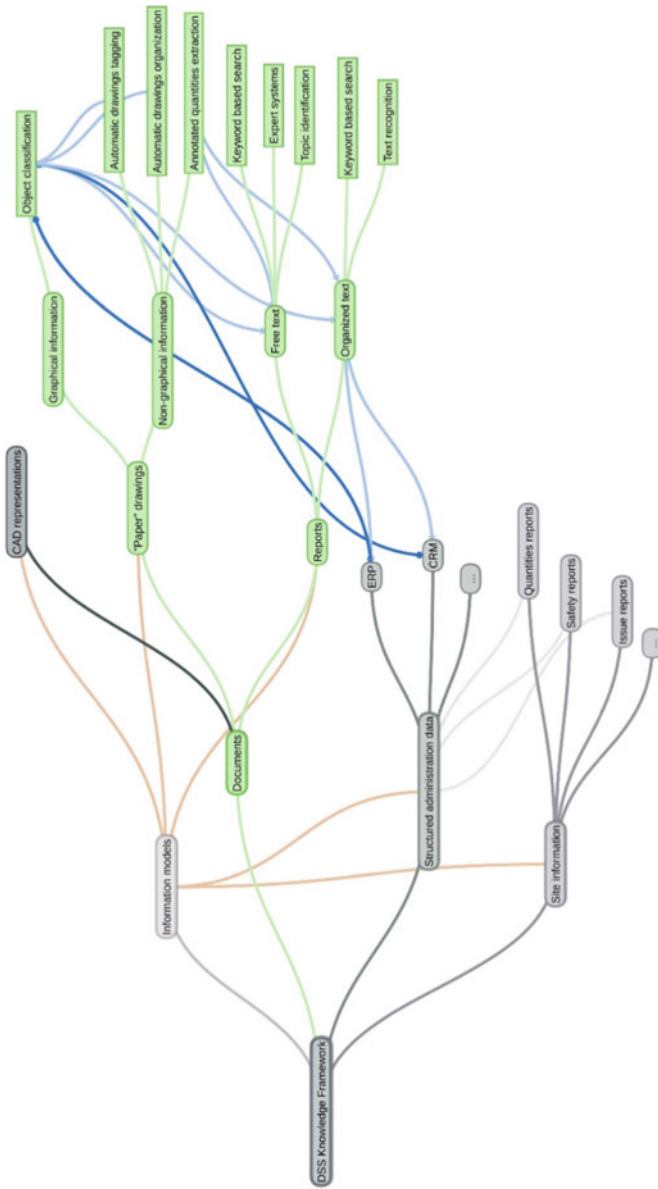 DSS Knowledge Framework
Information models
Documents
Structured administration data
Site information
CAD representations
"Paper" drawings
Reports
ERP
CRM
...
Quantities reports
Safety reports
Issue reports
...
Graphical information
Non-graphical information
Free text
Organized text
Object classification
Automatic drawings tagging
Automatic drawings organization
Annotated quantities extraction
Keyword based search
Expert systems
Topic identification
Keyword based search
Text recognition